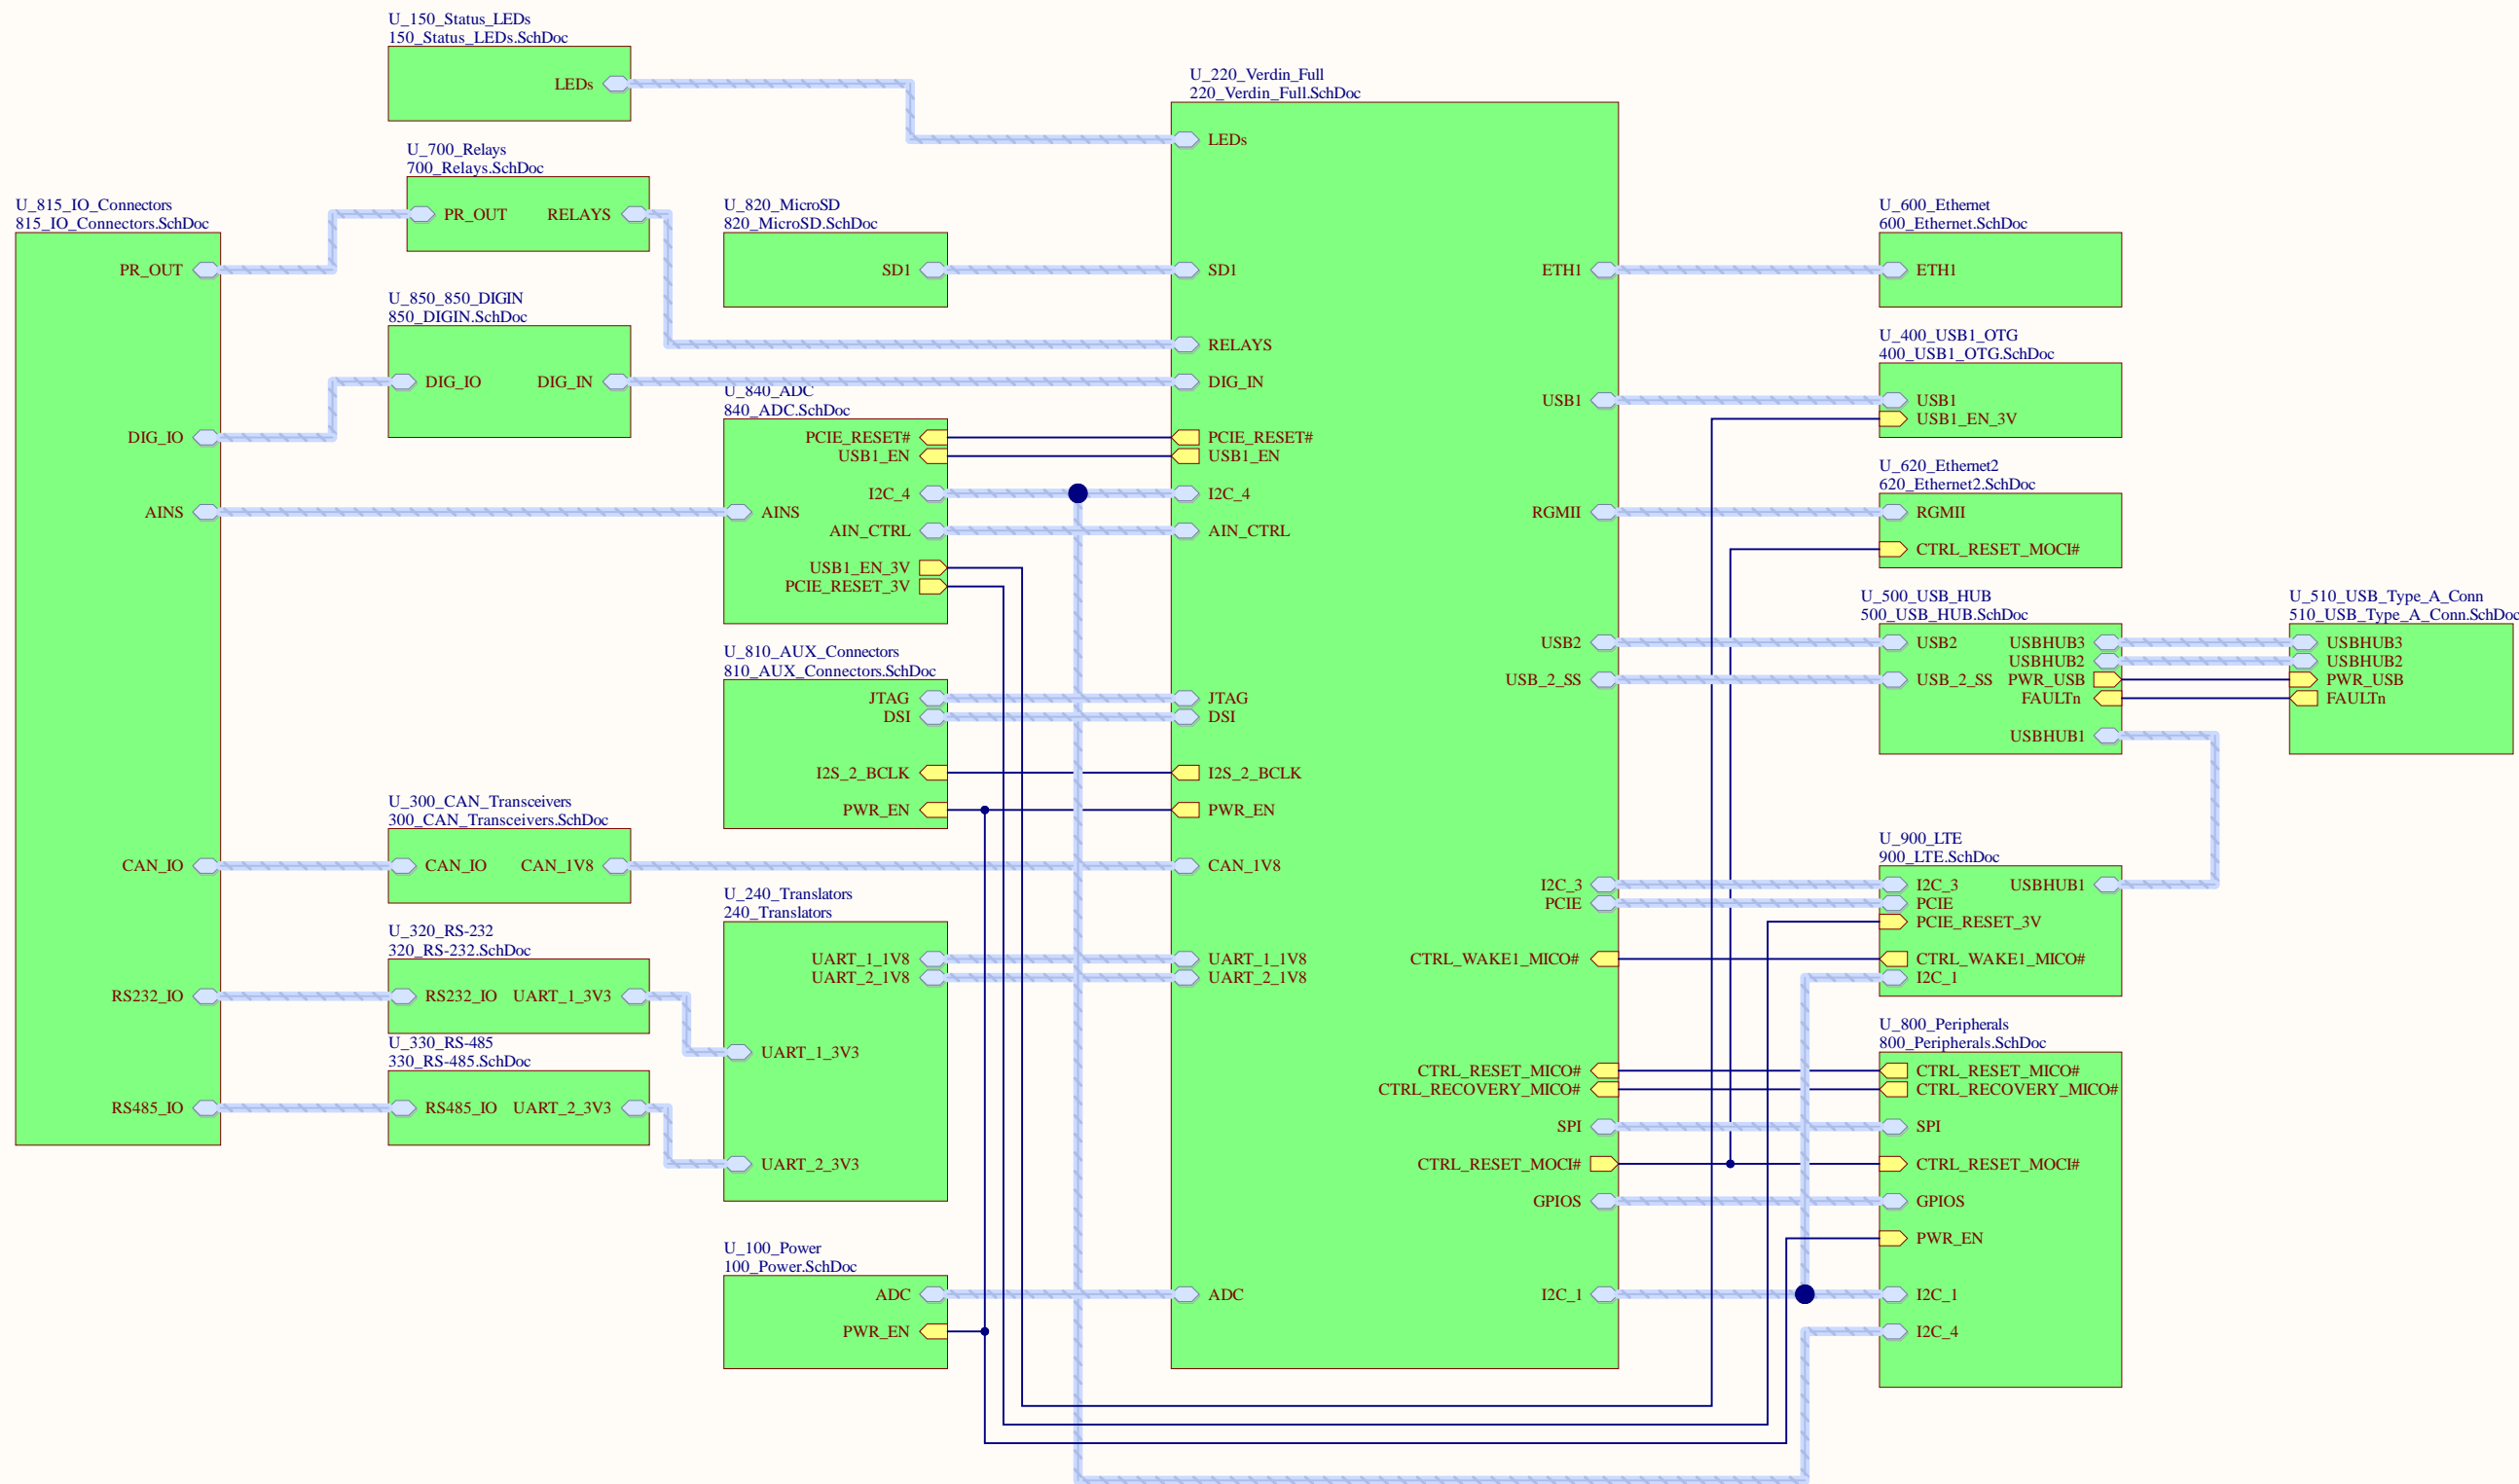 U_150_Status_LEDs
150_Status_LEDs.SchDoc
LEDs
U_700_Relays
700_Relays.SchDoc
PR_OUT RELAYS
U_815_IO_Connectors
815_IO_Connectors.SchDoc
PR_OUT
DIG_IO
AINS
CAN_IO
RS232_IO
RS485_IO
U_850_850_DIGIN
850_DIGIN.SchDoc
DIG_IO DIG_IN
U_300_CAN_Transceivers
300_CAN_Transceivers.SchDoc
CAN_IO CAN_1V8
U_320_RS-232
320_RS-232.SchDoc
RS232_IO UART_1_3V3
U_330_RS-485
330_RS-485.SchDoc
RS485_IO UART_2_3V3
U_820_MicroSD
820_MicroSD.SchDoc
SD1
U_840_ADC
840_ADC.SchDoc
PCIE_RESET#
USB1_EN
I2C_4
AINS
AIN_CTRL
USB1_EN_3V
PCIE_RESET_3V
U_810_AUX_Connectors
810_AUX_Connectors.SchDoc
JTAG
DSI
I2S_2_BCLK
PWR_EN
U_240_Translators
240_Translators
UART_1_1V8
UART_2_1V8
UART_1_3V3
UART_2_3V3
U_100_Power
100_Power.SchDoc
ADC
PWR_EN
U_220_Verdin_Full
220_Verdin_Full.SchDoc
LEDs
SD1 ETH1
RELAYS
DIG_IN
USB1
PCIE_RESET#
USB1_EN
I2C_4
RGMII
AIN_CTRL
USB2
USB_2_SS
JTAG
DSI
I2S_2_BCLK
PWR_EN
CAN_1V8
I2C_3
PCIE
UART_1_1V8 CTRL_WAKE1_MICO#
UART_2_1V8
CTRL_RESET_MICO#
CTRL_RECOVERY_MICO#
SPI
CTRL_RESET_MOCI#
GPIOS
ADC I2C_1
U_600_Ethernet
600_Ethernet.SchDoc
ETH1
U_400_USB1_OTG
400_USB1_OTG.SchDoc
USB1
USB1_EN_3V
U_620_Ethernet2
620_Ethernet2.SchDoc
RGMII
CTRL_RESET_MOCI#
U_500_USB_HUB
500_USB_HUB.SchDoc
USB2 USBHUB3
USBHUB2
USB_2_SS PWR_USB
FAULTn
USBHUB1
U_510_USB_Type_A_Conn
510_USB_Type_A_Conn.SchDoc
USBHUB3
USBHUB2
PWR_USB
FAULTn
U_900_LTE
900_LTE.SchDoc
I2C_3 USBHUB1
PCIE
PCIE_RESET_3V
CTRL_WAKE1_MICO#
I2C_1
U_800_Peripherals
800_Peripherals.SchDoc
CTRL_RESET_MICO#
CTRL_RECOVERY_MICO#
SPI
CTRL_RESET_MOCI#
GPIOS
PWR_EN
I2C_1
I2C_4